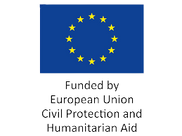 Funded by
European Union
Civil Protection and
Humanitarian Aid